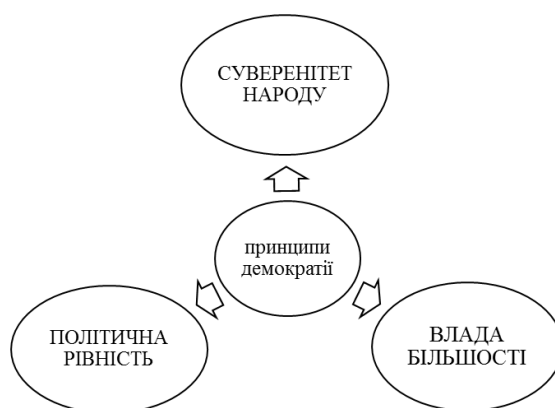 СУВЕРЕНІТЕТ
НАРОДУ
принципи
демократії
ПОЛІТИЧНА
РІВНІСТЬ
ВЛАДА
БІЛЬШОСТІ